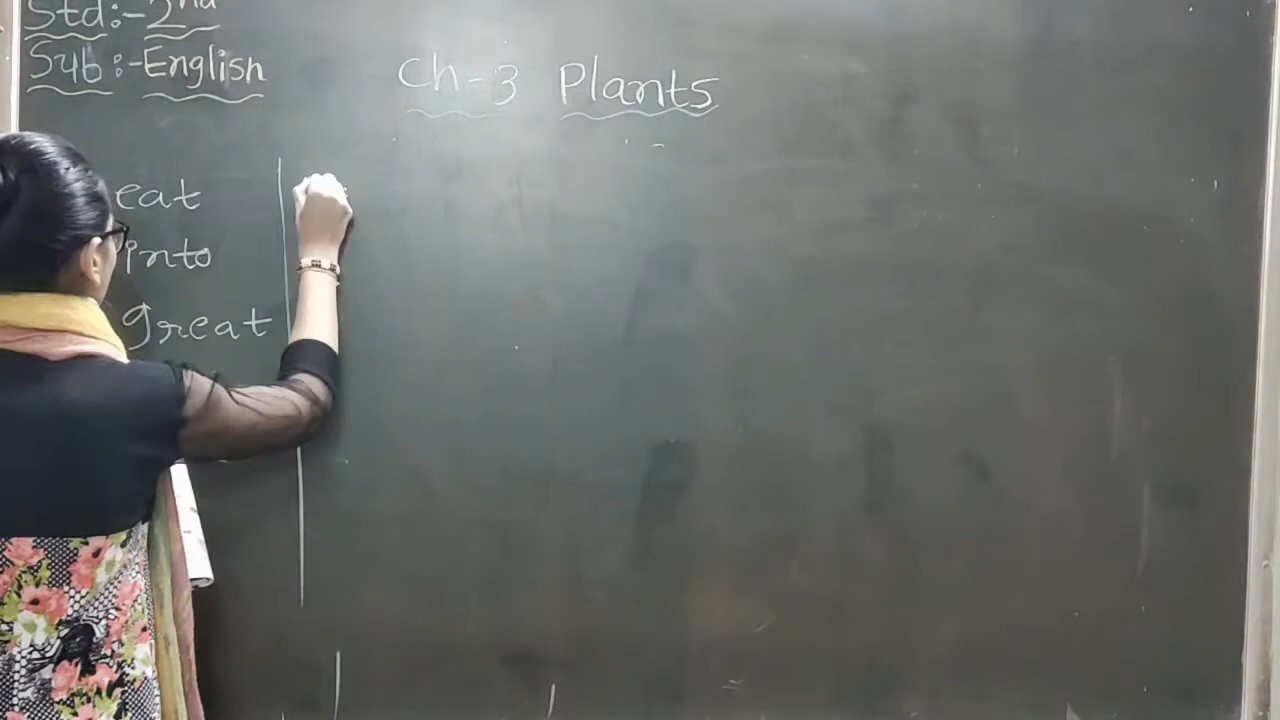 Std:- 2nd
Sub:- English
Ch-3 Plants
eat
into
great